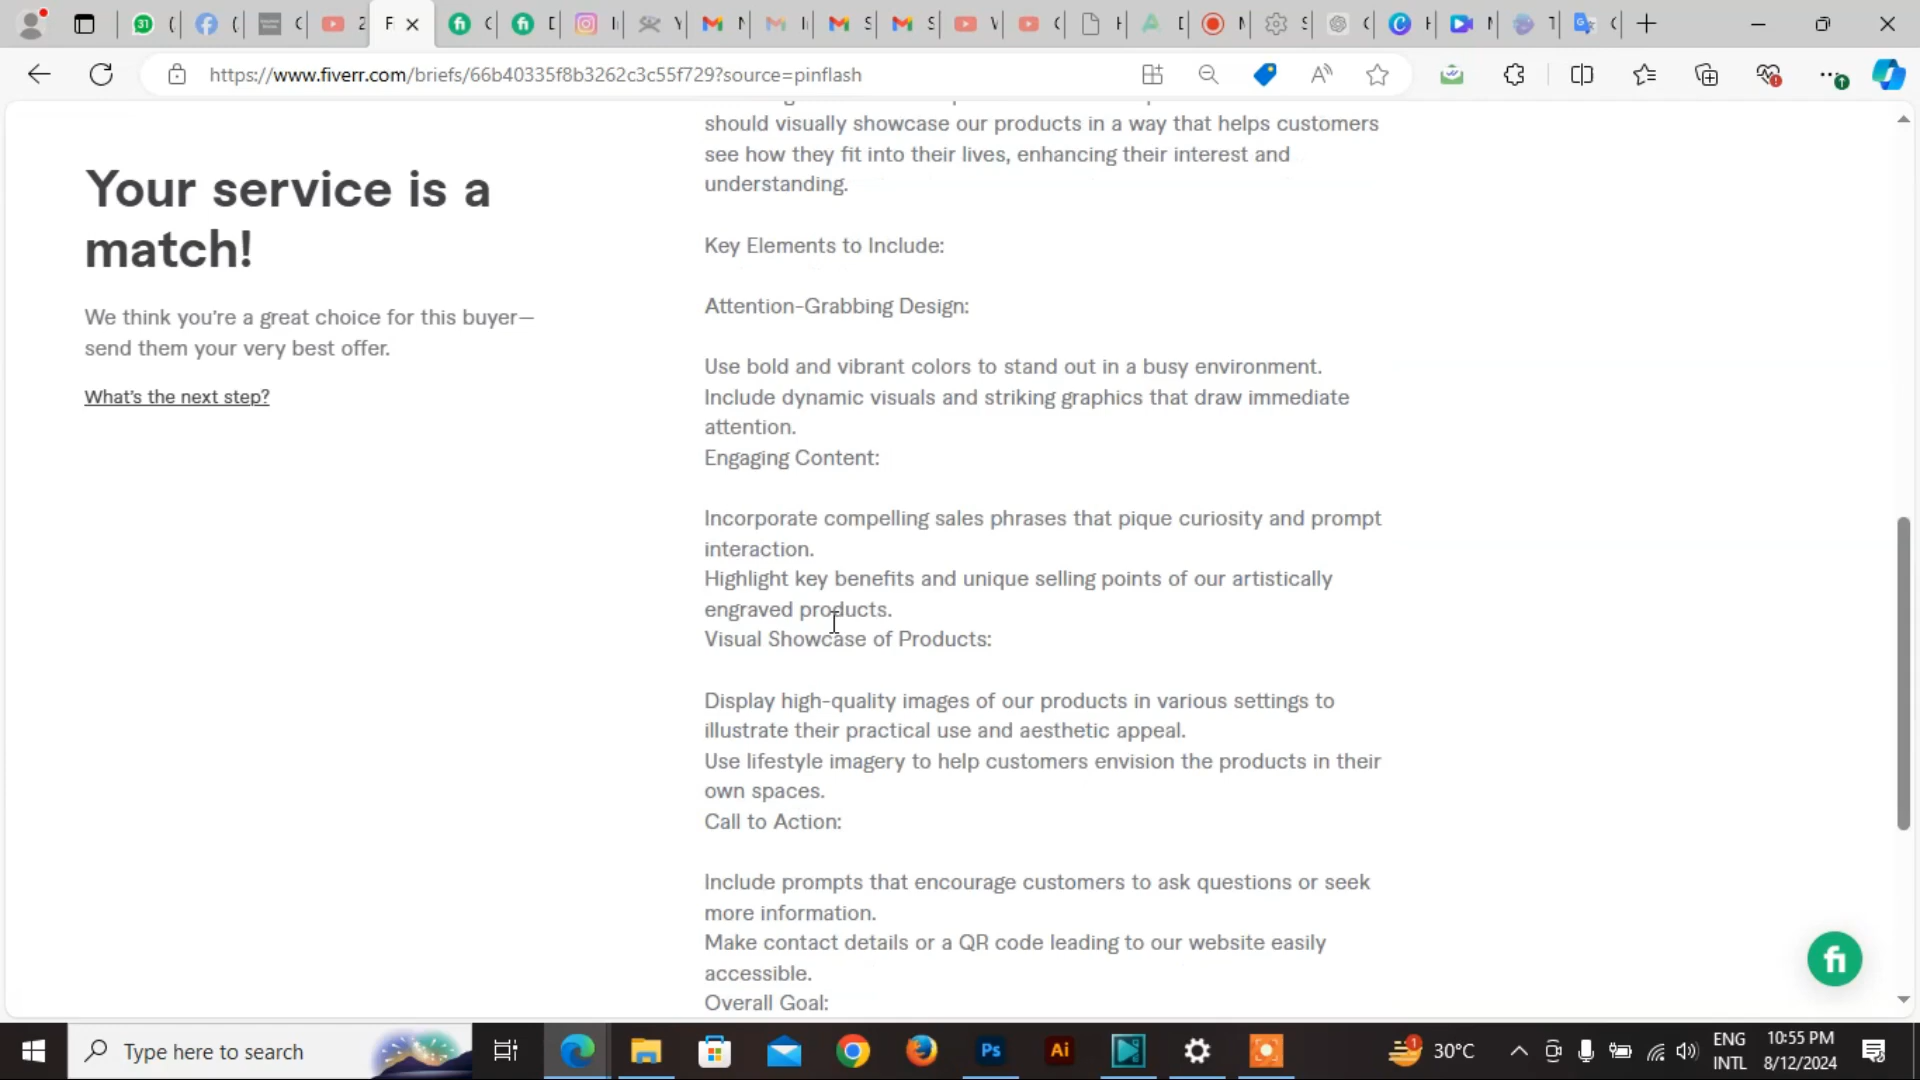 https://www.fiverr.com/briefs/66b40335f8b3262c3c55f729?source=pinflash
should visually showcase our products in a way that helps customers
see how they fit into their lives, enhancing their interest and
understanding.
Your service is a
match!
We think you're a great choice for this buyer—
send them your very best offer.
What's the next step?
Key Elements to Include:
Attention-Grabbing Design:
Use bold and vibrant colors to stand out in a busy environment.
Include dynamic visuals and striking graphics that draw immediate
attention.
Engaging Content:
Incorporate compelling sales phrases that pique curiosity and prompt
interaction.
Highlight key benefits and unique selling points of our artistically
engraved products.
Visual Showcase of Products:
Display high-quality images of our products in various settings to
illustrate their practical use and aesthetic appeal.
Use lifestyle imagery to help customers envision the products in their
own spaces.
Call to Action:
Include prompts that encourage customers to ask questions or seek
more information.
Make contact details or a QR code leading to our website easily
accessible.
Overall Goal:
fi
Type here to search
Ps
Ai
30°C
ENG
INTL
10:55 PM
8/12/2024